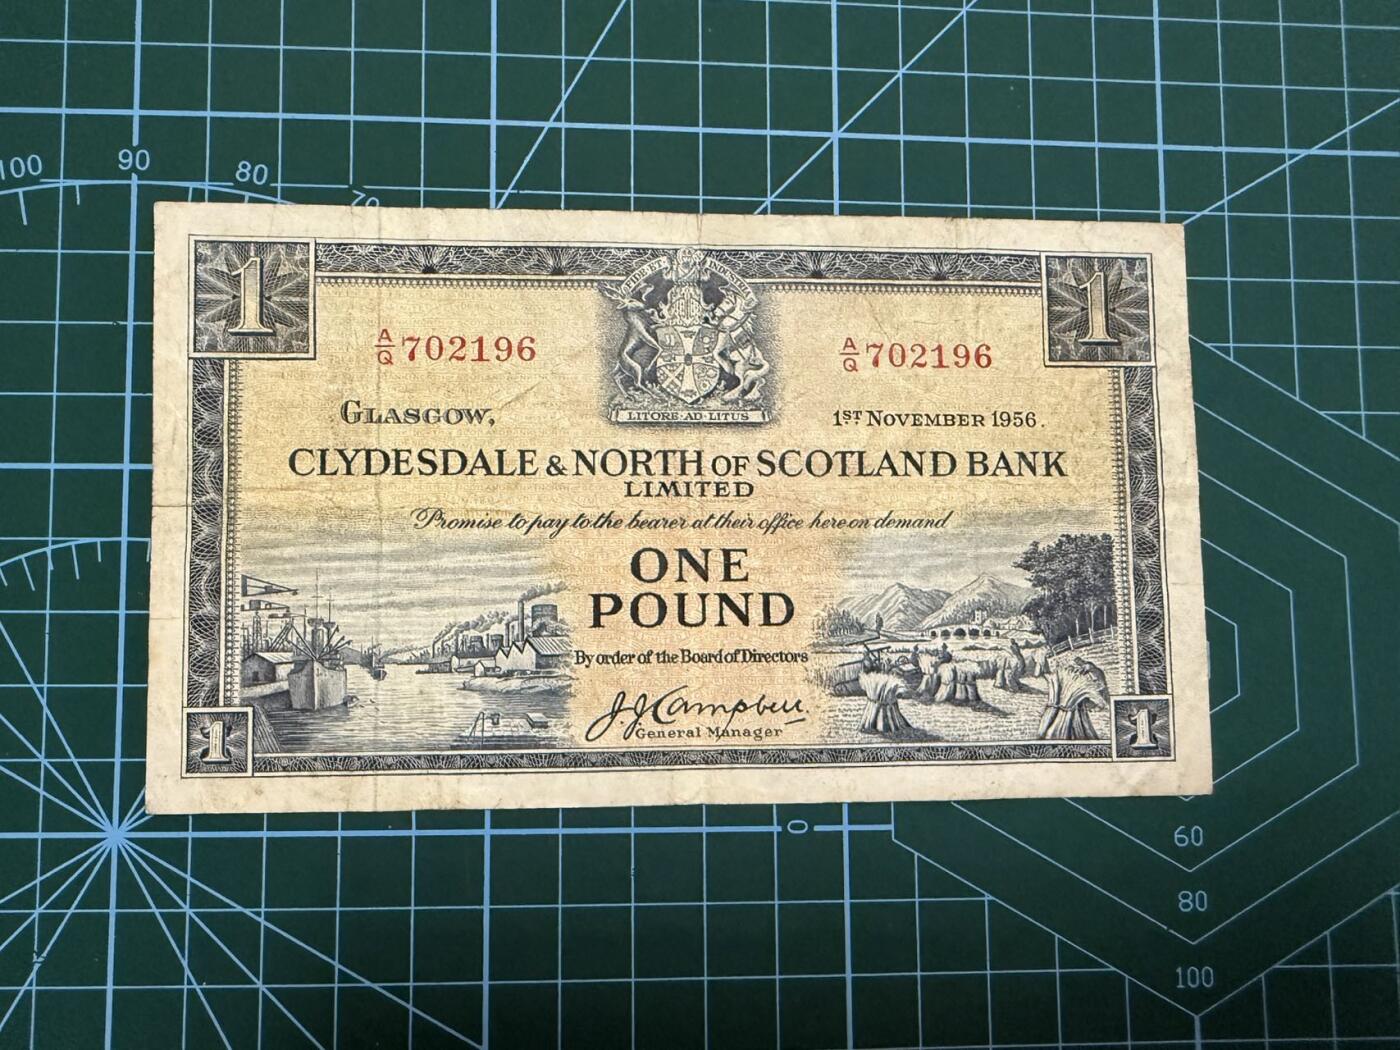 100 90 80 70
1 1
FIDE ET INDUSTRIA
A/Q 702196 A/Q 702196
LITORE·AD·LITUS
GLASGOW, 1ST NOVEMBER 1956.
CLYDESDALE & NORTH OF SCOTLAND BANK
LIMITED
Promise to pay to the bearer at their office here on demand
ONE
POUND
By order of the Board of Directors
J.J. Campbell
General Manager
1 1
0
60
80
100